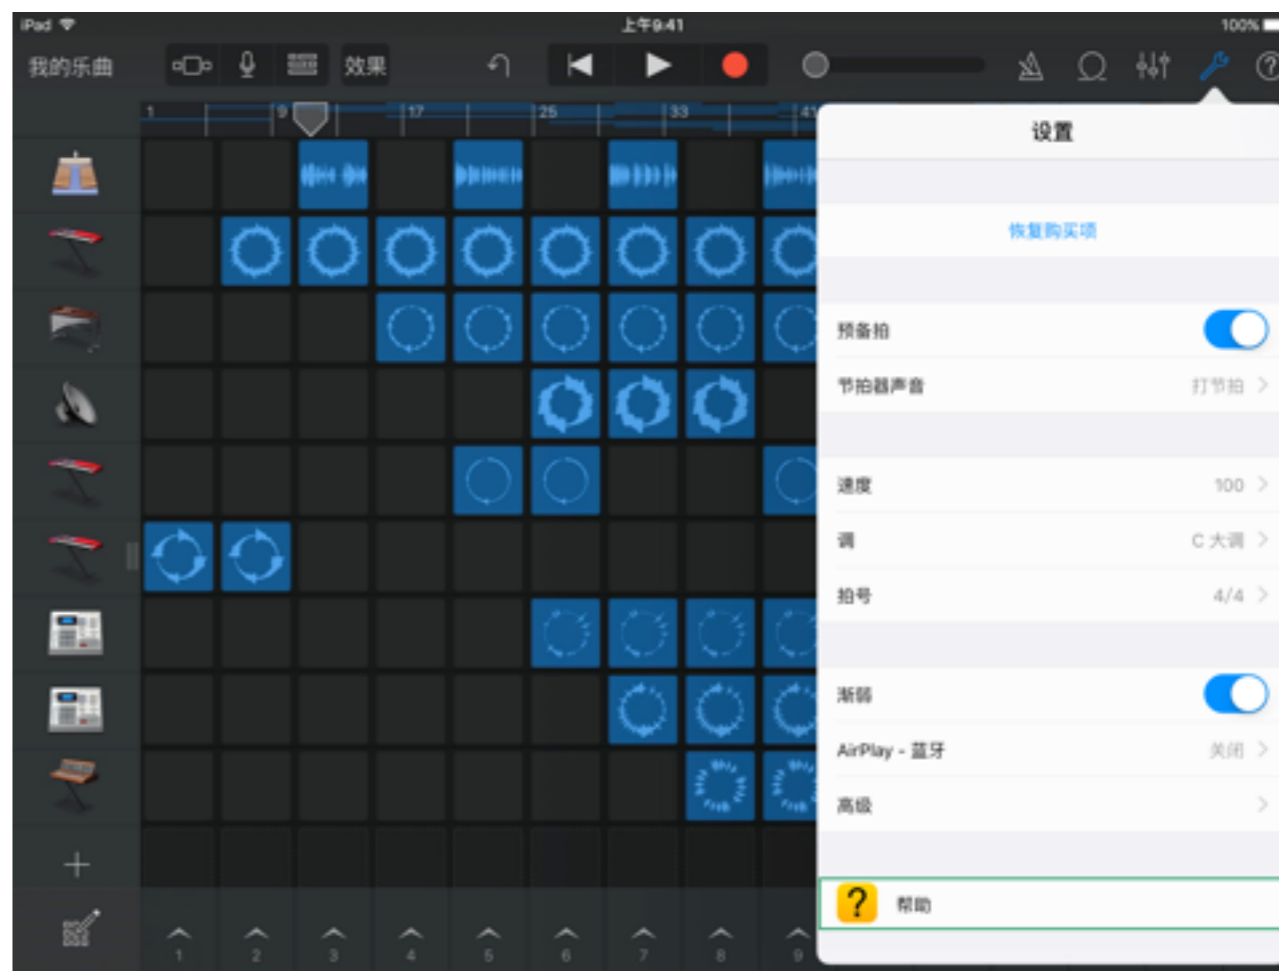 iPad 上午9:41 100%
我的乐曲 效果
1 9 17 25 33 41
设置
恢复购买项
预备拍
节拍器声音 打节拍
速度 100
调 C 大调
拍号 4/4
渐弱
AirPlay - 蓝牙 关闭
高级
? 帮助
1 2 3 4 5 6 7 8 9